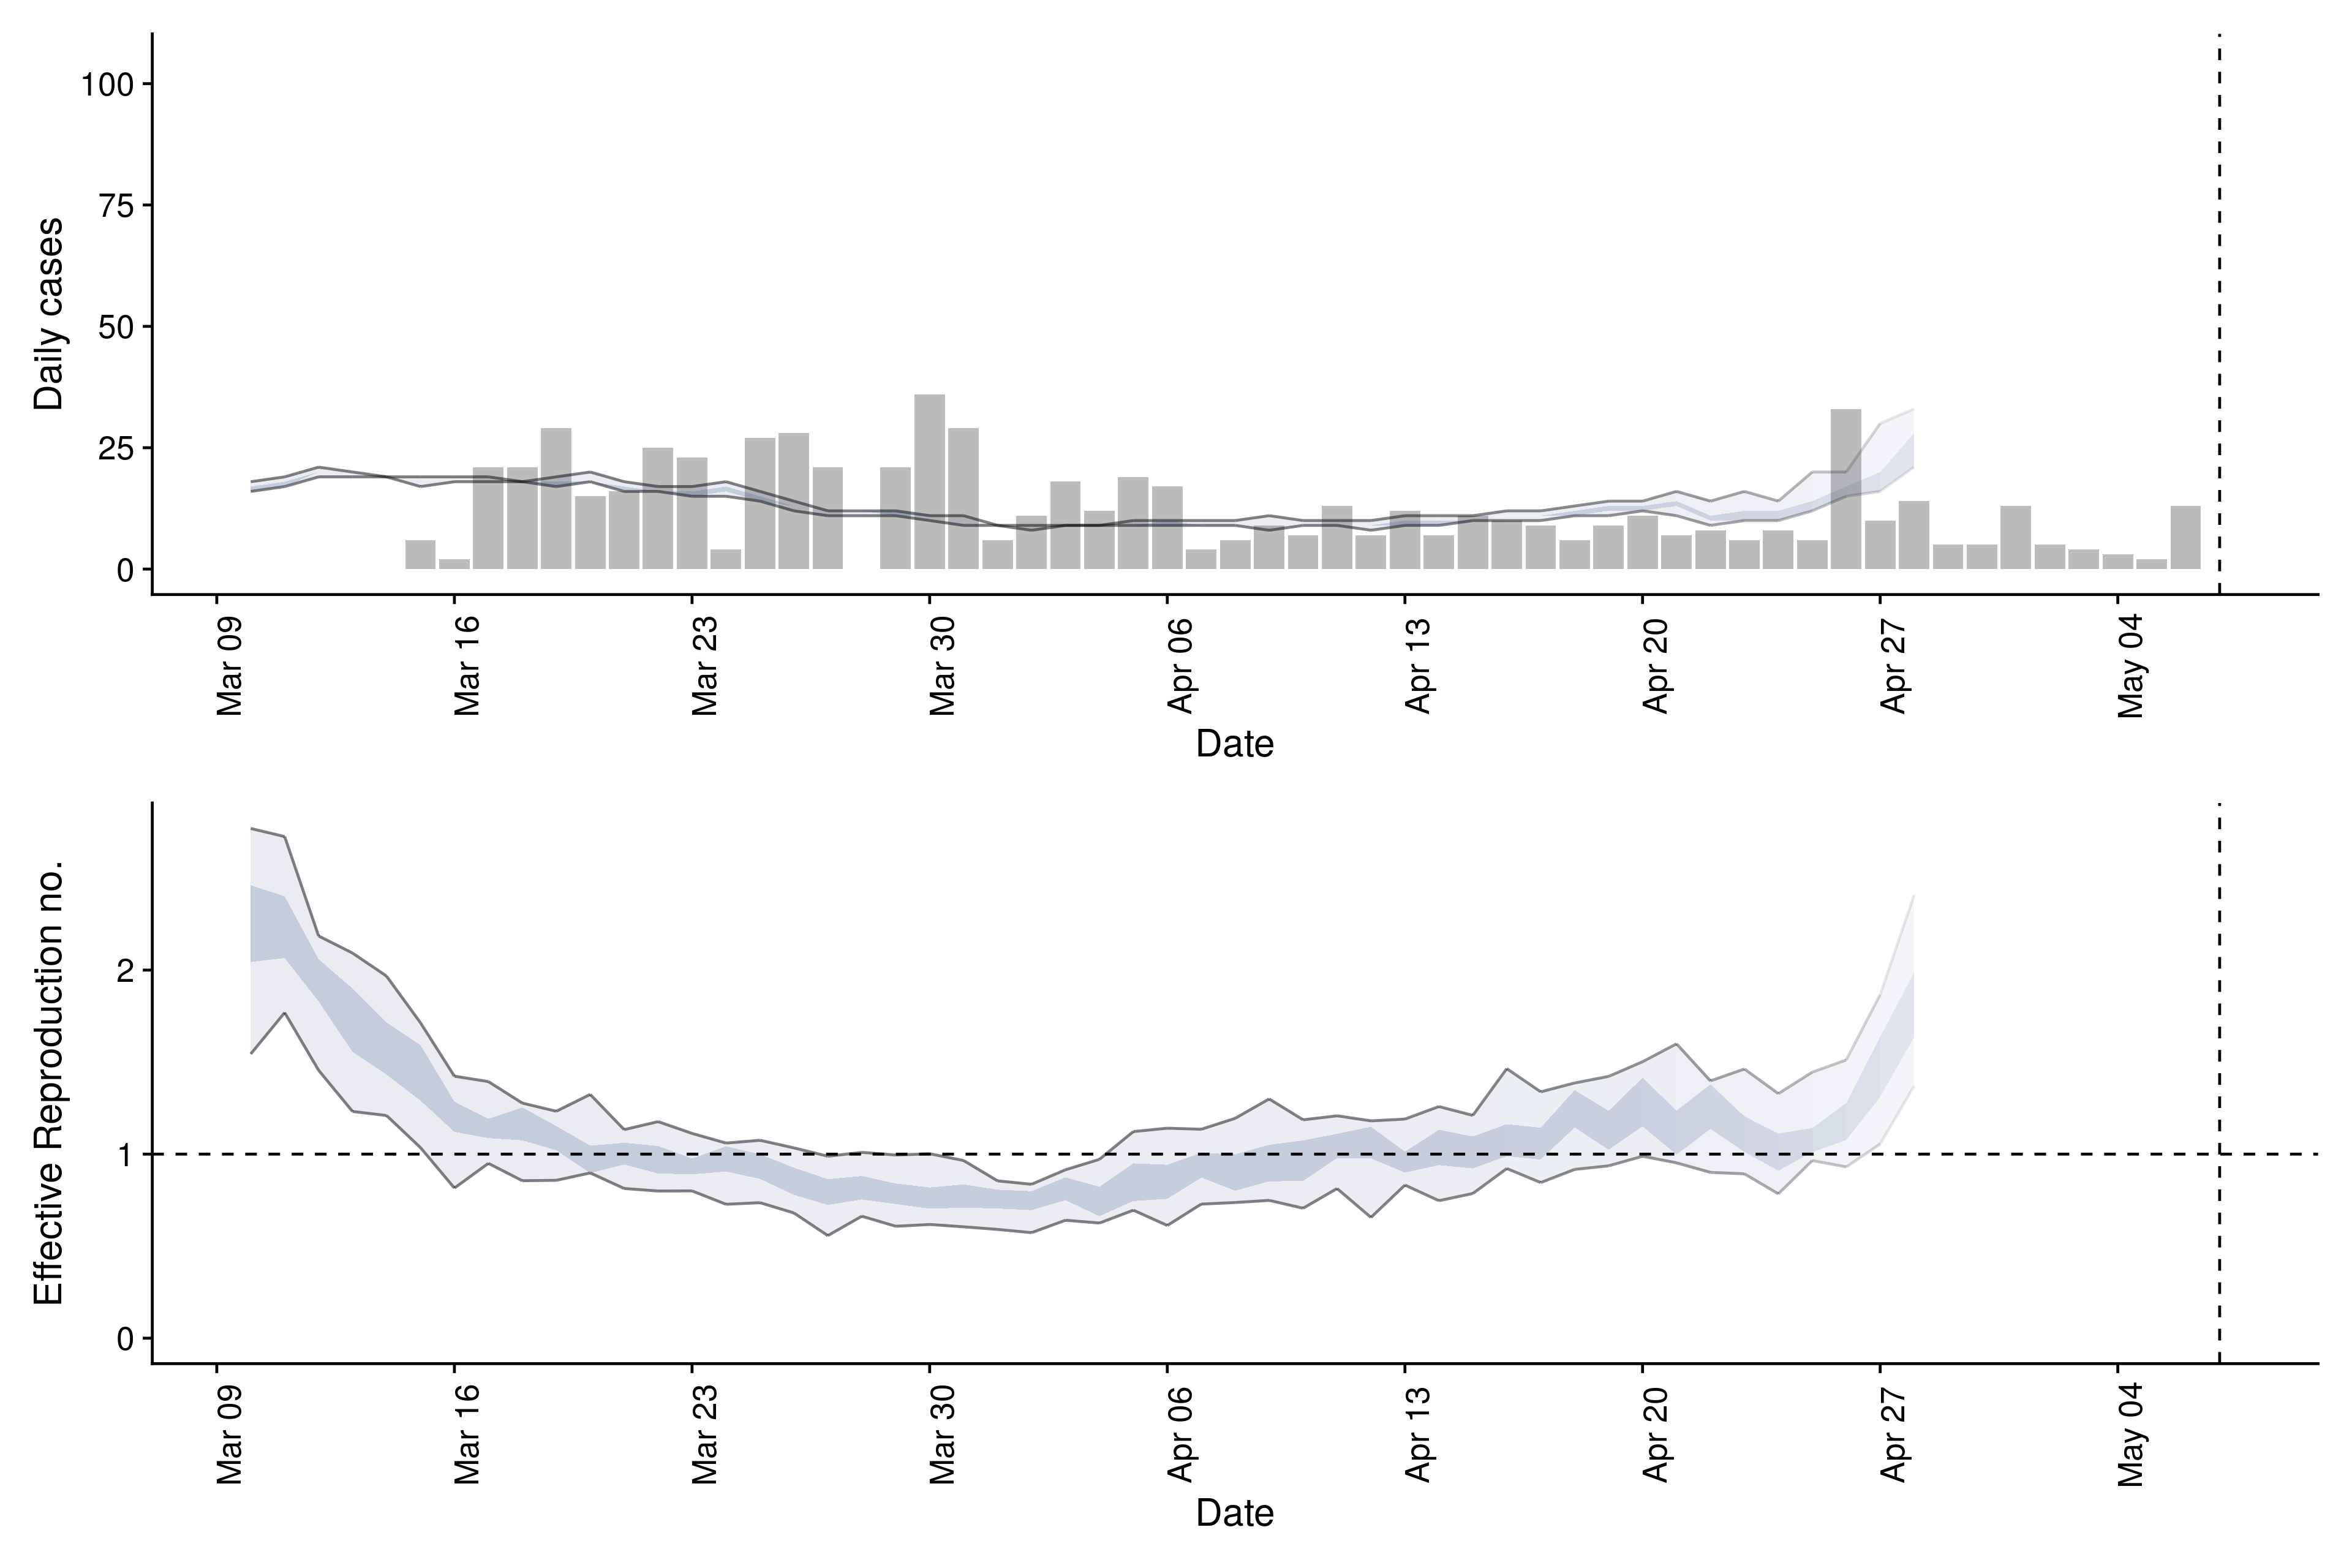 Daily cases
100
75
50
25
0
Mar 09
Mar 16
Mar 23
Mar 30
Apr 06
Apr 13
Apr 20
Apr 27
May 04
Date
Effective Reproduction no.
2
1
0
Mar 09
Mar 16
Mar 23
Mar 30
Apr 06
Apr 13
Apr 20
Apr 27
May 04
Date